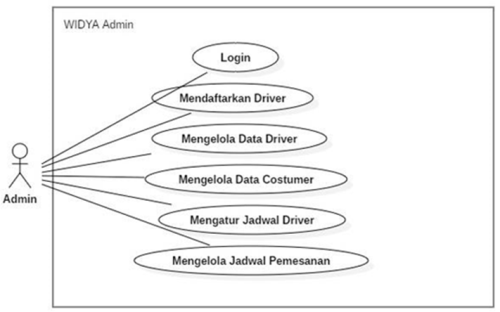 WIDYA Admin
Login
Mendaftarkan Driver
Mengelola Data Driver
Mengelola Data Costumer
Admin
Mengatur Jadwal Driver
Mengelola Jadwal Pemesanan